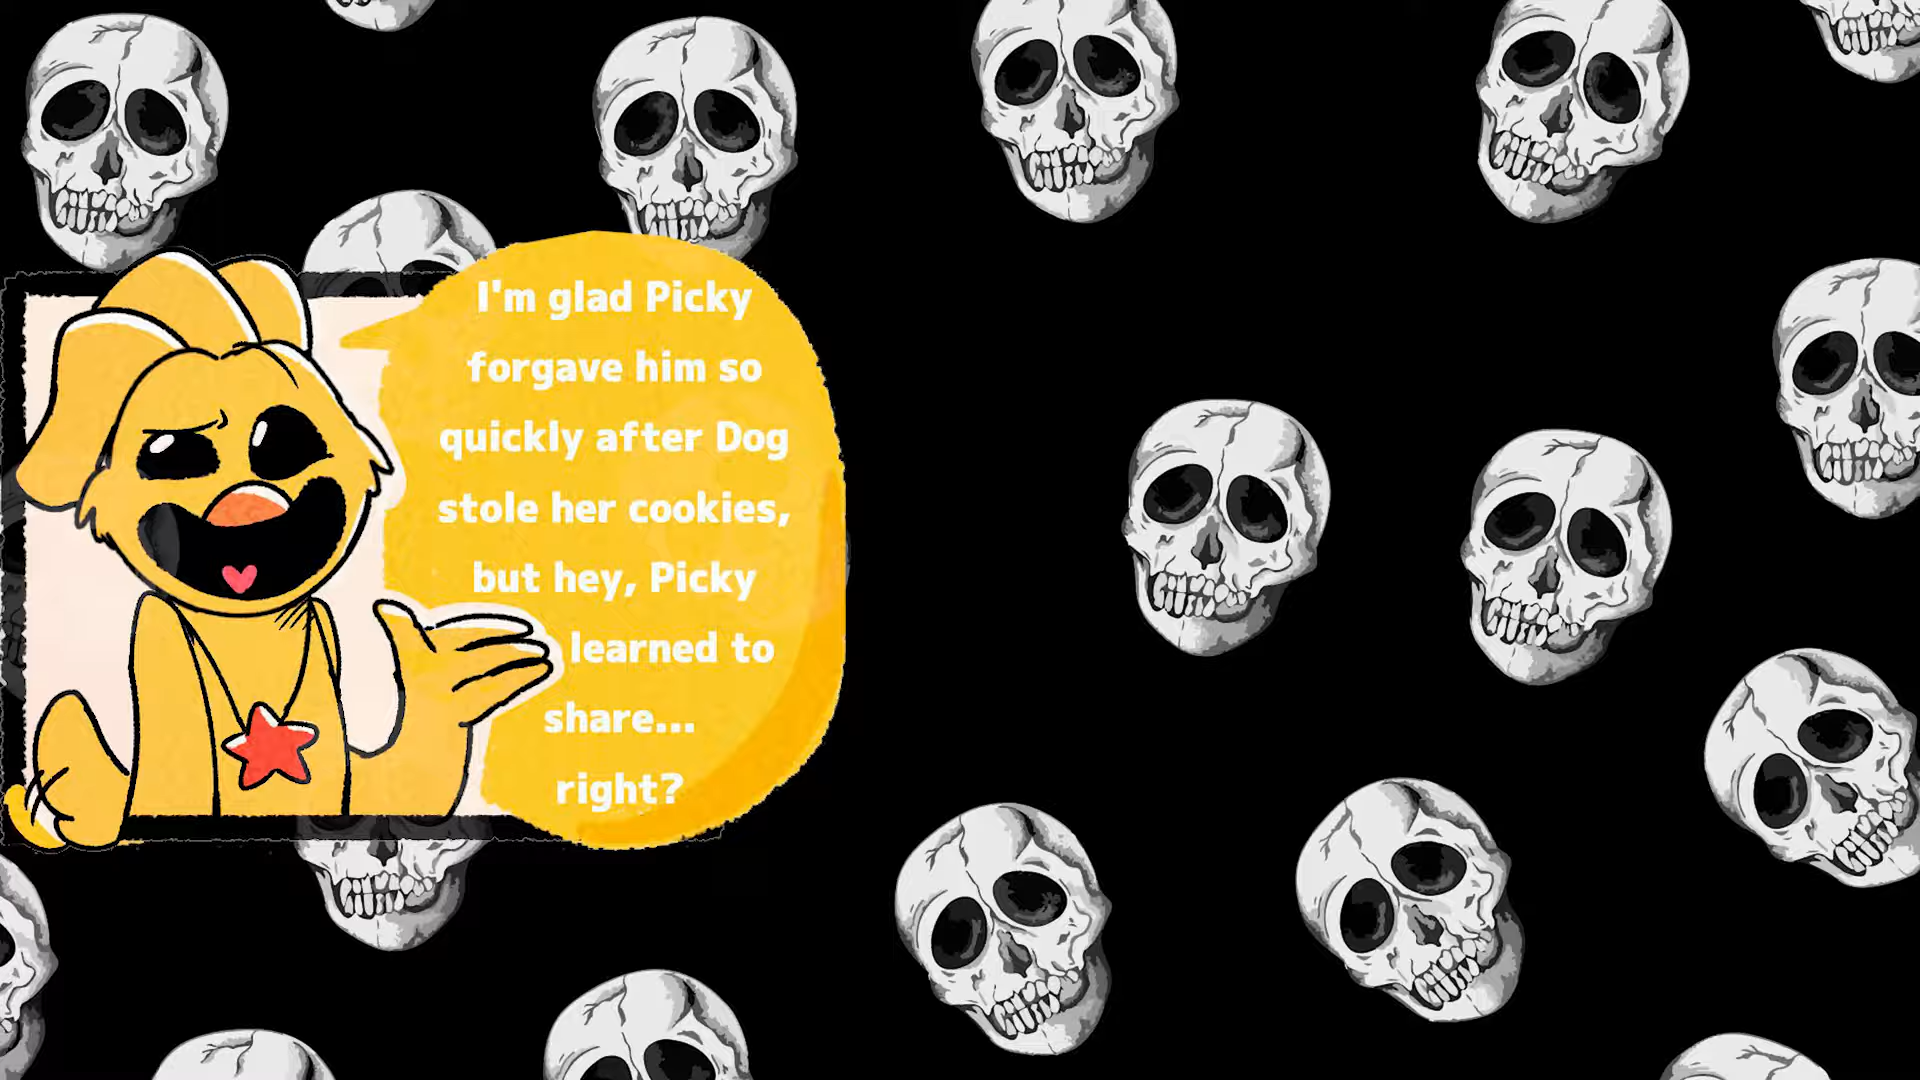 I'm glad Picky
forgave him so
quickly after Dog
stole her cookies,
but hey, Picky
learned to
share...
right?